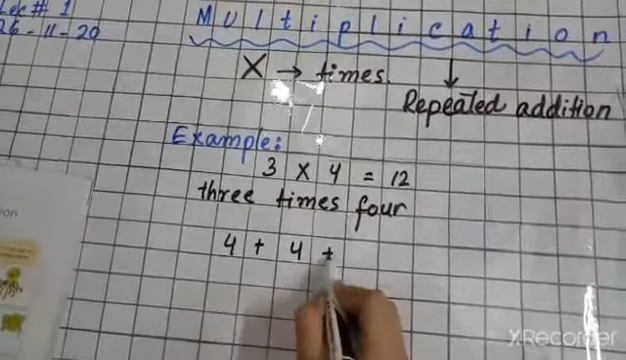 Lec # 1
26-11-20
Multiplication
X → times.
Repeated addition
Example:
3 X 4 = 12
three times four
4 + 4 +
XRecorder